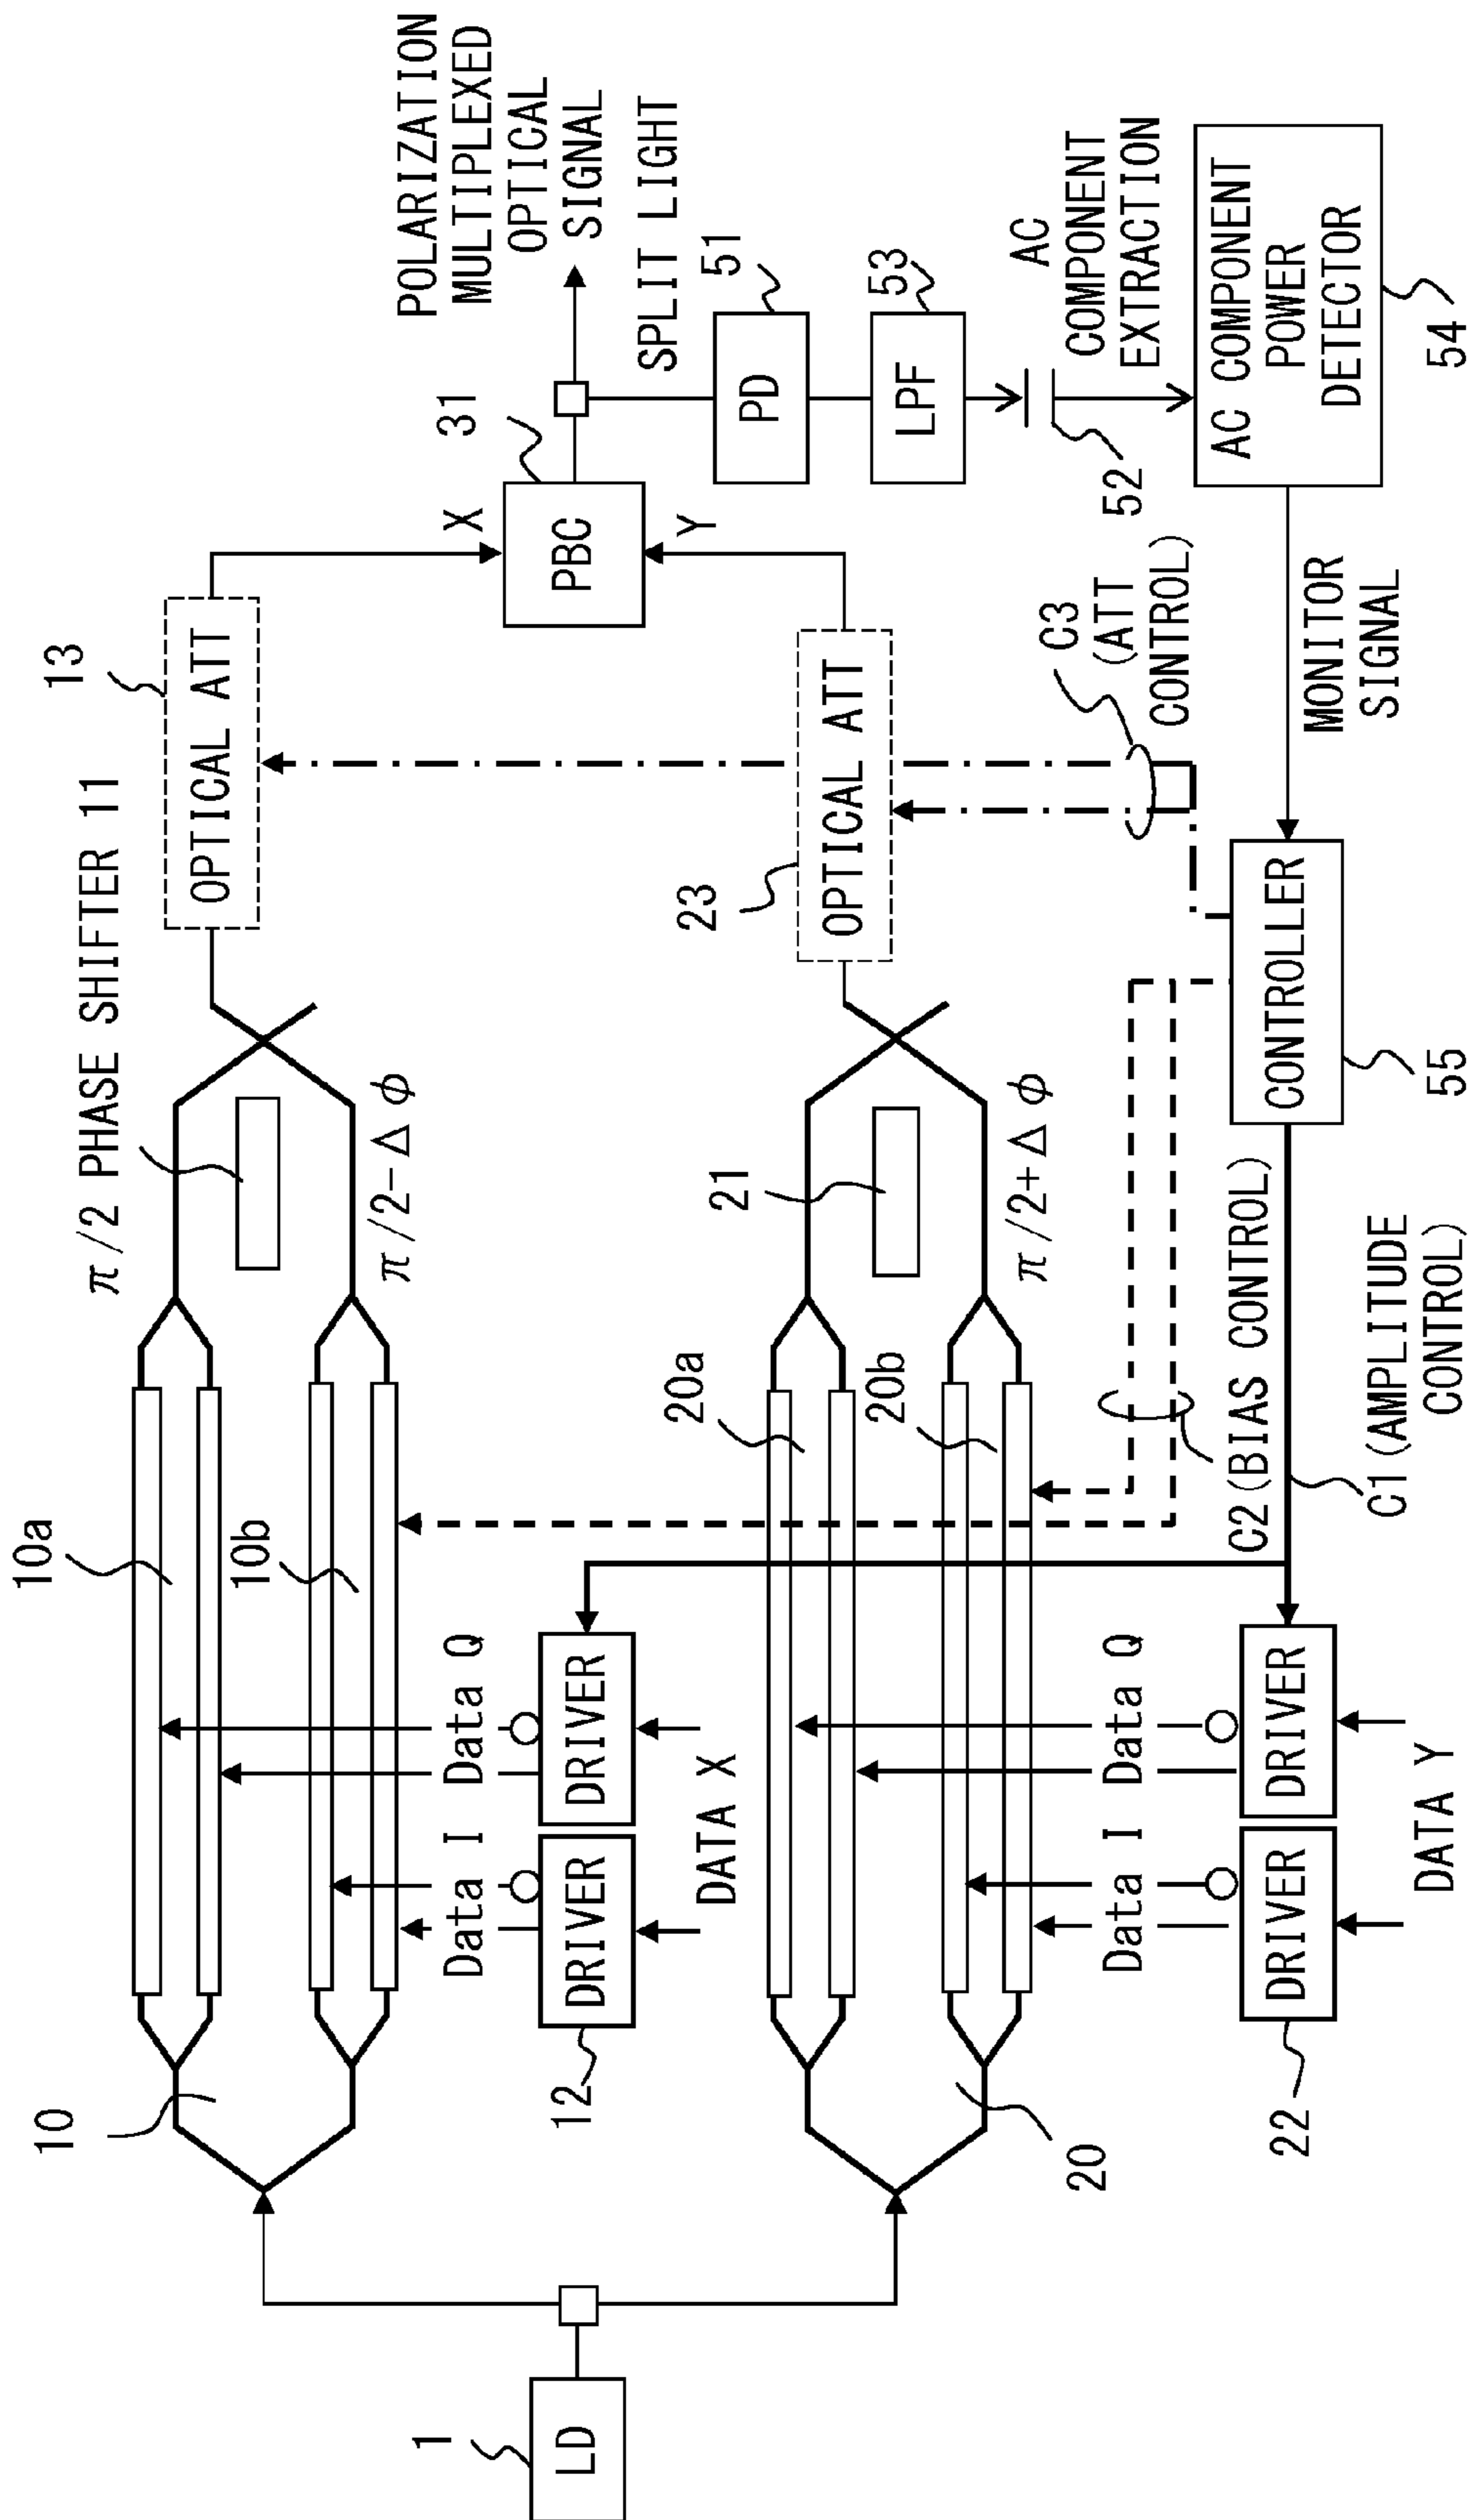 1
LD
10
10a
10b
π/2 PHASE SHIFTER 11
π/2-Δφ
13
OPTICAL ATT
Data I
Data Q
DRIVER
DRIVER
12
DATA X
20
20a
20b
21
π/2+Δφ
23
OPTICAL ATT
Data I
Data Q
DRIVER
DRIVER
22
DATA Y
X
Y
PBC
31
POLARIZATION
MULTIPLEXED
OPTICAL
SIGNAL
SPLIT LIGHT
PD
51
LPF
53
AC
COMPONENT
EXTRACTION
52
AC COMPONENT
POWER
DETECTOR
54
MONITOR
SIGNAL
C3
(ATT
CONTROL)
CONTROLLER
55
C2(BIAS CONTROL)
C1(AMPLITUDE
CONTROL)